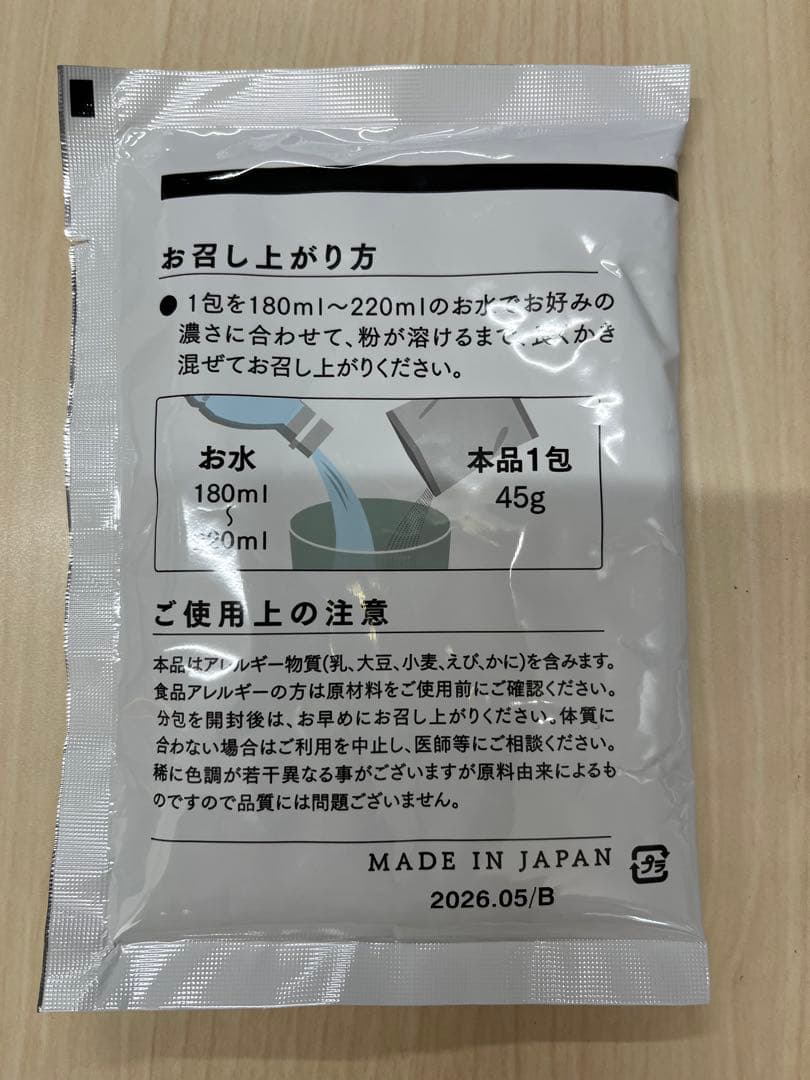 お召し上がり方
● 1包を180ml〜220mlのお水でお好みの
濃さに合わせて、粉が溶けるまで、良くかき
混ぜてお召し上がりください。
お水
180ml
〜
220ml
本品1包
45g
ご使用上の注意
本品はアレルギー物質(乳、大豆、小麦、えび、かに)を含みます。
食品アレルギーの方は原材料をご使用前にご確認ください。
分包を開封後は、お早めにお召し上がりください。体質に
合わない場合はご利用を中止し、医師等にご相談ください。
稀に色調が若干異なる事がございますが原料由来によるも
のですので品質には問題ございません。
MADE IN JAPAN
プラ
2026.05/B